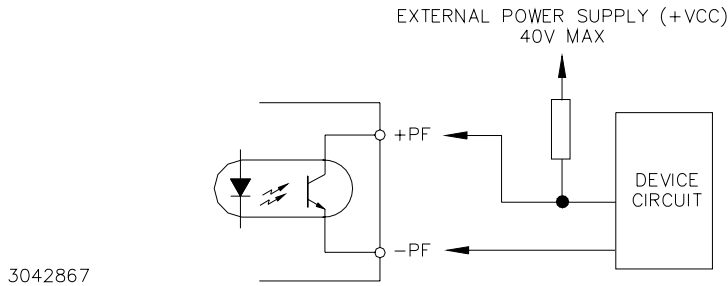 EXTERNAL POWER SUPPLY (+VCC)
40V MAX
+PF
DEVICE
CIRCUIT
-PF
3042867